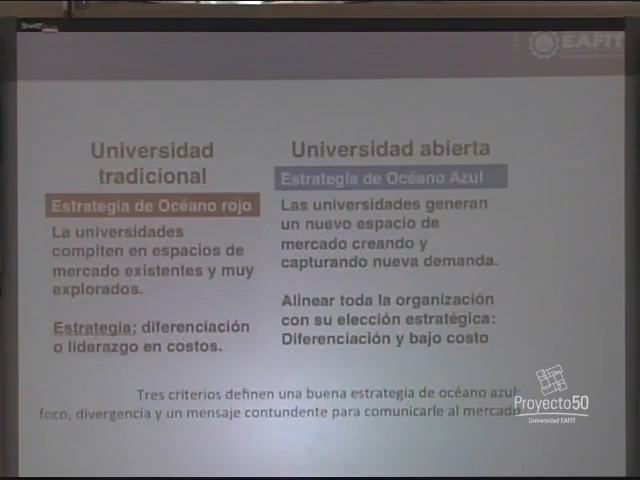 EAFIT
Universidad
tradicional
Estrategia de Océano rojo
La universidades
compiten en espacios de
mercado existentes y muy
explorados.
Estrategia: diferenciación
o liderazgo en costos.
Universidad abierta
Estrategia de Océano Azul
Las universidades generan
un nuevo espacio de
mercado creando y
capturando nueva demanda.
Alinear toda la organización
con su elección estratégica:
Diferenciación y bajo costo
Tres criterios definen una buena estrategia de océano azul:
foco, divergencia y un mensaje contundente para comunicarle al mercado
Proyecto50
Universidad EAFIT